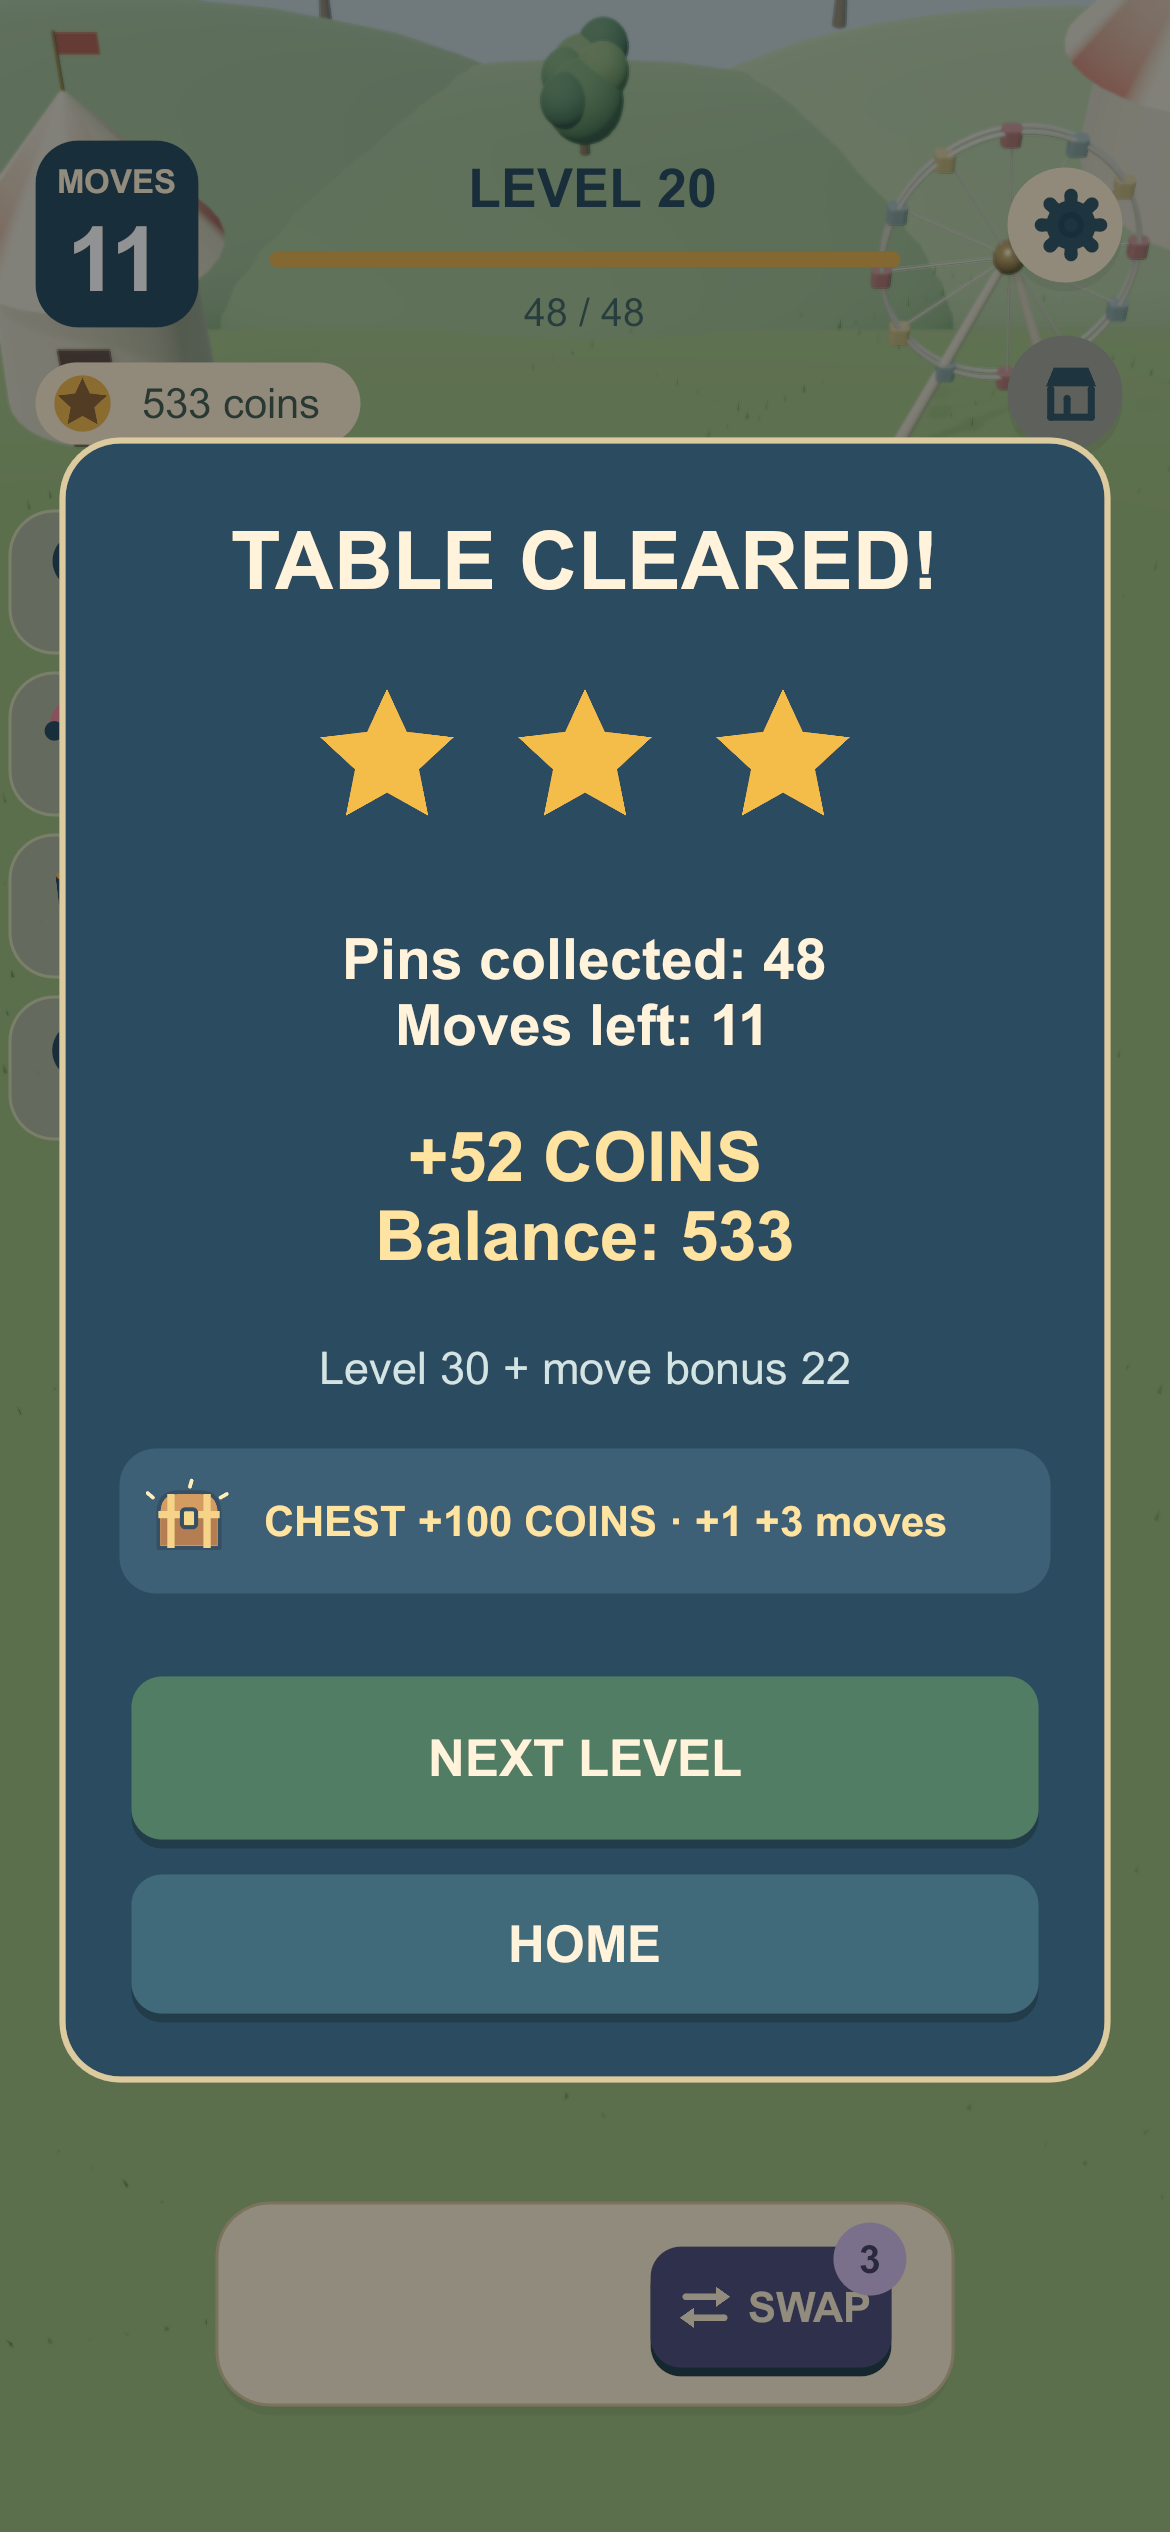 MOVES
11
LEVEL 20
48 / 48
533 coins
TABLE CLEARED!
Pins collected: 48
Moves left: 11
+52 COINS
Balance: 533
Level 30 + move bonus 22
CHEST +100 COINS · +1 +3 moves
NEXT LEVEL
HOME
3
SWAP